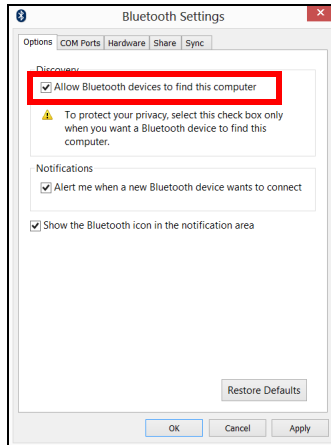 Bluetooth Settings
Options COM Ports Hardware Share Sync
Discovery
Allow Bluetooth devices to find this computer
To protect your privacy, select this check box only
when you want a Bluetooth device to find this
computer.
Notifications
Alert me when a new Bluetooth device wants to connect
Show the Bluetooth icon in the notification area
Restore Defaults
OK Cancel Apply